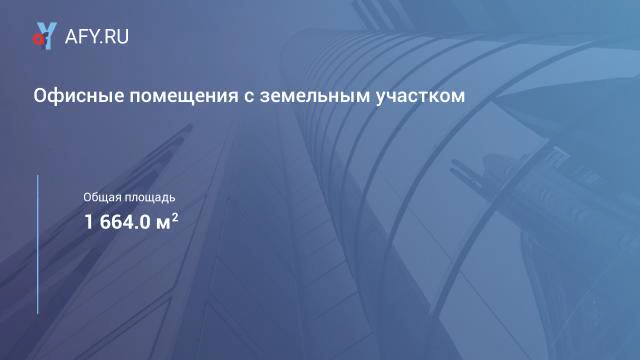 AFY.RU
Офисные помещения с земельным участком
Общая площадь
1 664.0 м²